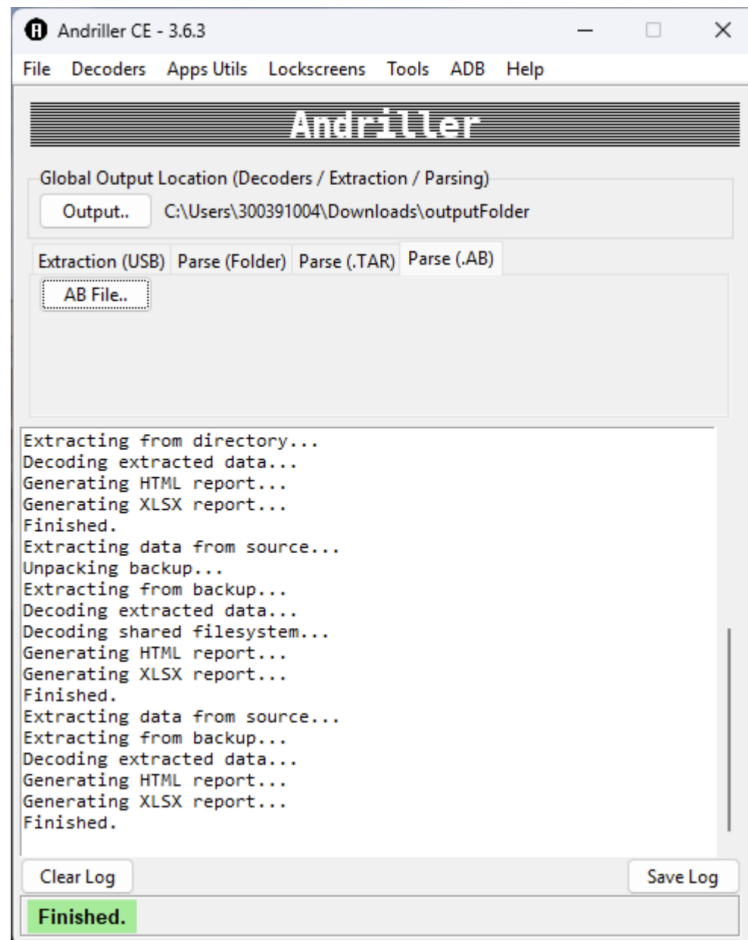 Andriller CE - 3.6.3
File Decoders Apps Utils Lockscreens Tools ADB Help
Andriller
Global Output Location (Decoders / Extraction / Parsing)
Output.. C:\Users\300391004\Downloads\outputFolder
Extraction (USB) Parse (Folder) Parse (.TAR) Parse (.AB)
AB File..
Extracting from directory...
Decoding extracted data...
Generating HTML report...
Generating XLSX report...
Finished.
Extracting data from source...
Unpacking backup...
Extracting from backup...
Decoding extracted data...
Decoding shared filesystem...
Generating HTML report...
Generating XLSX report...
Finished.
Extracting data from source...
Extracting from backup...
Decoding extracted data...
Generating HTML report...
Generating XLSX report...
Finished.
Clear Log Save Log
Finished.